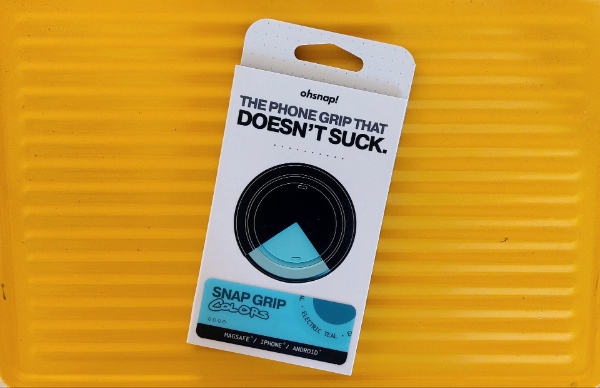 ohsnap!
THE PHONE GRIP THAT
DOESN'T SUCK.
SNAP GRIP
COLORS
• ELECTRIC TEAL •
MAGSAFE / IPHONE / ANDROID